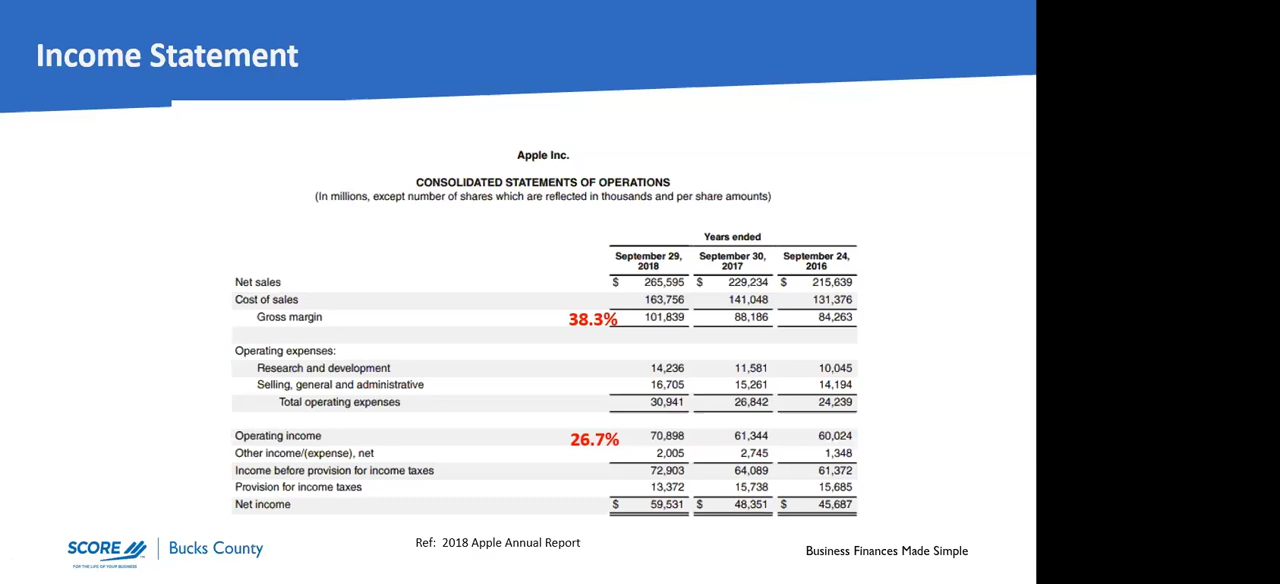 Income Statement
Apple Inc.
CONSOLIDATED STATEMENTS OF OPERATIONS
(In millions, except number of shares which are reflected in thousands and per share amounts)
Years ended
September 29, 2018 September 30, 2017 September 24, 2016
Net sales $ 265,595 $ 229,234 $ 215,639
Cost of sales 163,756 141,048 131,376
Gross margin 38.3% 101,839 88,186 84,263
Operating expenses:
Research and development 14,236 11,581 10,045
Selling, general and administrative 16,705 15,261 14,194
Total operating expenses 30,941 26,842 24,239
Operating income 26.7% 70,898 61,344 60,024
Other income/(expense), net 2,005 2,745 1,348
Income before provision for income taxes 72,903 64,089 61,372
Provision for income taxes 13,372 15,738 15,685
Net income $ 59,531 $ 48,351 $ 45,687
SCORE Bucks County
FOR THE LIFE OF YOUR BUSINESS
Ref: 2018 Apple Annual Report
Business Finances Made Simple